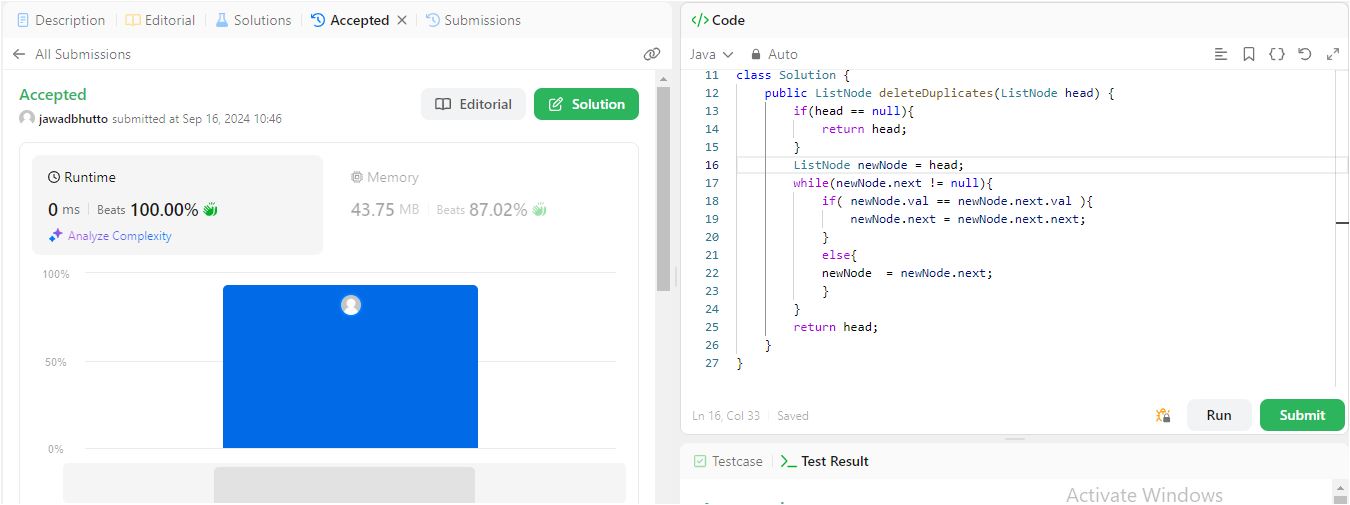 Description Editorial Solutions Accepted Submissions
All Submissions
Accepted
jawadbhutto submitted at Sep 16, 2024 10:46
Editorial
Solution
Runtime
0 ms Beats 100.00%
Analyze Complexity
Memory
43.75 MB Beats 87.02%
100%
50%
0%
</> Code
Java Auto
11 class Solution {
12 public ListNode deleteDuplicates(ListNode head) {
13 if(head == null){
14 return head;
15 }
16 ListNode newNode = head;
17 while(newNode.next != null){
18 if( newNode.val == newNode.next.val ){
19 newNode.next = newNode.next.next;
20 }
21 else{
22 newNode  = newNode.next;
23 }
24 }
25 return head;
26 }
27 }
Ln 16, Col 33 Saved
Run
Submit
Testcase Test Result
Activate Windows